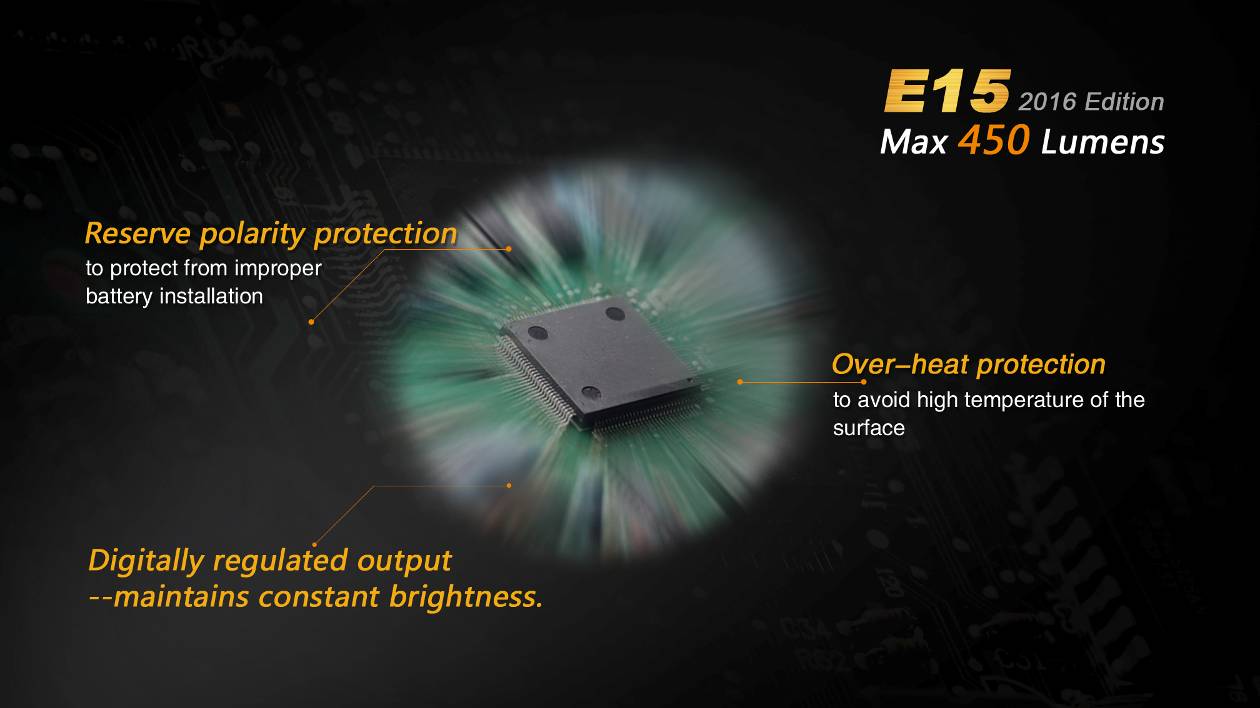 E15 2016 Edition
Max 450 Lumens
Reserve polarity protection
to protect from improper
battery installation
Over-heat protection
to avoid high temperature of the
surface
Digitally regulated output
--maintains constant brightness.